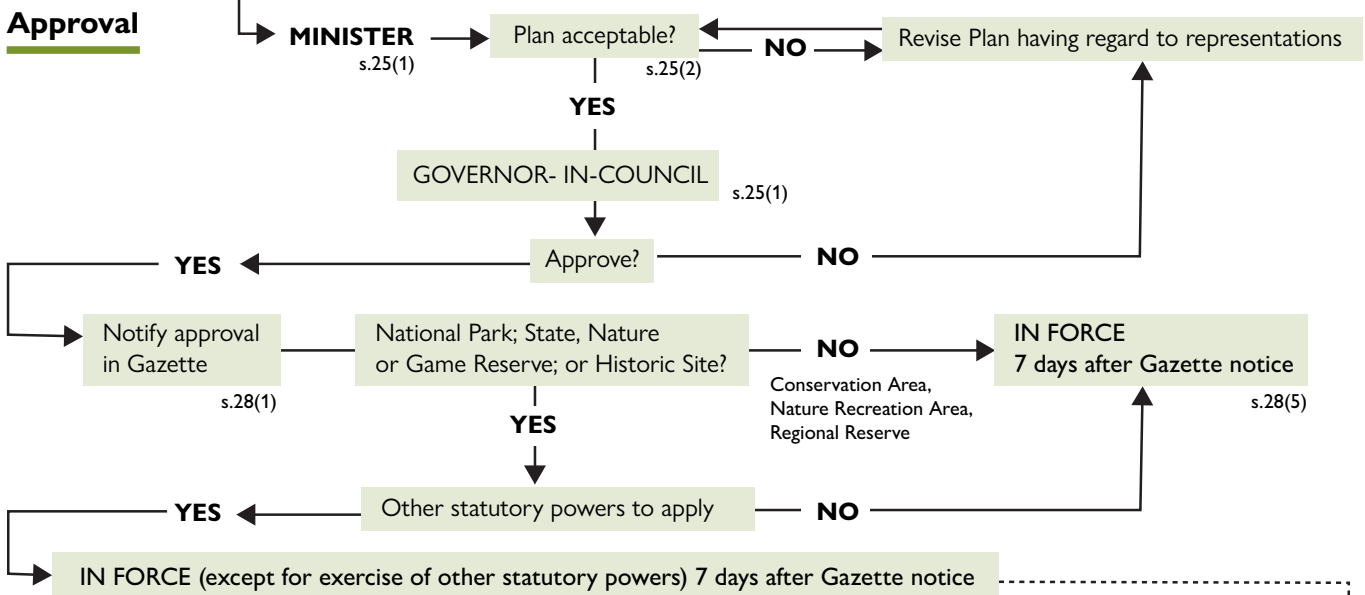 Approval
MINISTER
s.25(1)
Plan acceptable?
s.25(2)
NO
Revise Plan having regard to representations
YES
GOVERNOR- IN-COUNCIL
s.25(1)
Approve?
YES
NO
Notify approval
in Gazette
s.28(1)
National Park; State, Nature
or Game Reserve; or Historic Site?
NO
Conservation Area,
Nature Recreation Area,
Regional Reserve
IN FORCE
7 days after Gazette notice
s.28(5)
YES
Other statutory powers to apply
YES
NO
IN FORCE (except for exercise of other statutory powers) 7 days after Gazette notice